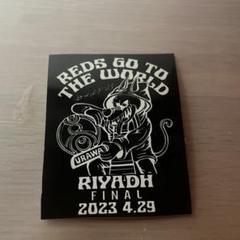 REDS GO TO
THE WORLD
URAWA
RIYADH
FINAL
2023 4.29